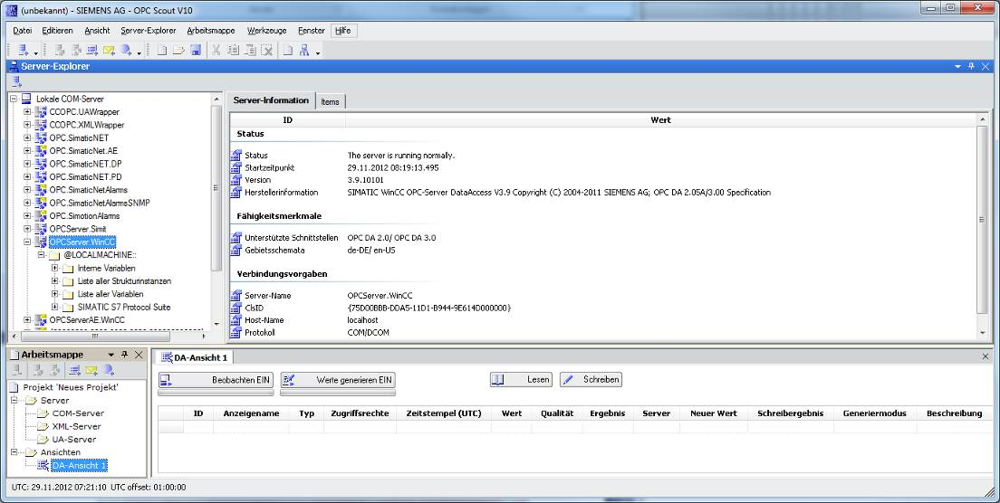 (unbekannt) - SIEMENS AG - OPC Scout V10
Datei Editieren Ansicht Server-Explorer Arbeitsmappe Werkzeuge Fenster Hilfe
Server-Explorer
Lokale COM-Server
CCOPC.UAWrapper
CCOPC.XMLWrapper
OPC.SimaticNET
OPC.SimaticNet.AE
OPC.SimaticNET.DP
OPC.SimaticNET.PD
OPC.SimaticNetAlarms
OPC.SimaticNetAlarmsSNMP
OPC.SimotionAlarms
OPCServer.Simit
OPCServer.WinCC
@LOCALMACHINE::
Interne Variablen
Liste aller Strukturinstanzen
Liste aller Variablen
SIMATIC S7 Protocol Suite
OPCServerAE.WinCC
Server-Information Items
ID Wert
Status
Status The server is running normally.
Startzeitpunkt 29.11.2012 08:19:13.495
Version 3.9.10101
Herstellerinformation SIMATIC WinCC OPC-Server DataAccess V3.9 Copyright (C) 2004-2011 SIEMENS AG; OPC DA 2.05A/3.00 Specification
Fähigkeitsmerkmale
Unterstützte Schnittstellen OPC DA 2.0/ OPC DA 3.0
Gebietsschemata de-DE/ en-US
Verbindungsvorgaben
Server-Name OPCServer.WinCC
ClsID {75D00BBB-DDA5-11D1-B944-9E614D000000}
Host-Name localhost
Protokoll COM/DCOM
Arbeitsmappe
Projekt 'Neues Projekt'
Server
COM-Server
XML-Server
UA-Server
Ansichten
DA-Ansicht 1
DA-Ansicht 1
Beobachten EIN Werte generieren EIN Lesen Schreiben
ID Anzeigename Typ Zugriffsrechte Zeitstempel (UTC) Wert Qualität Ergebnis Server Neuer Wert Schreibergebnis Generiermodus Beschreibung
UTC: 29.11.2012 07:21:10 UTC offset: 01:00:00